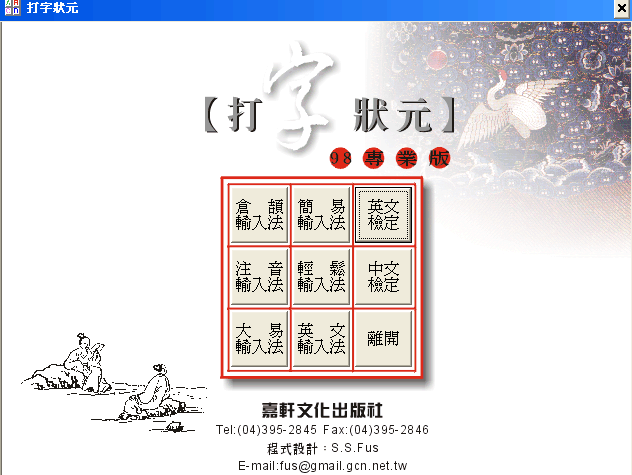 打字狀元
【打字狀元】
98專業版
倉頡輸入法
簡易輸入法
英文檢定
注音輸入法
輕鬆輸入法
中文檢定
大易輸入法
英文輸入法
離開
嘉軒文化出版社
Tel:(04)395-2845 Fax:(04)395-2846
程式設計：S.S.Fus
E-mail:fus@gmail.gcn.net.tw